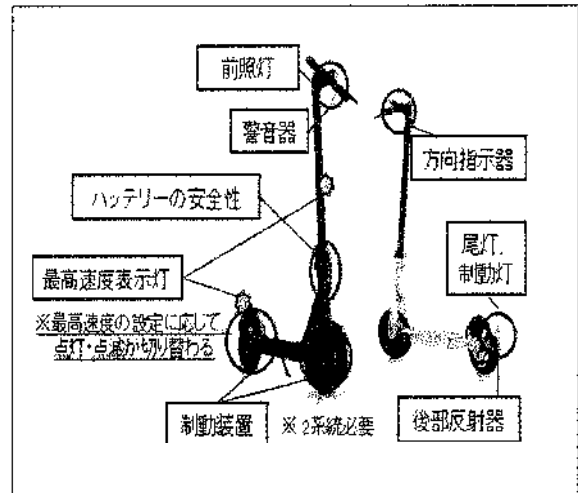 前照灯
警音器
方向指示器
バッテリーの安全性
尾灯、
制動灯
最高速度表示灯
※最高速度の設定に応じて、
点灯・点滅が切り替わる
制動装置
※2系統必要
後部反射器